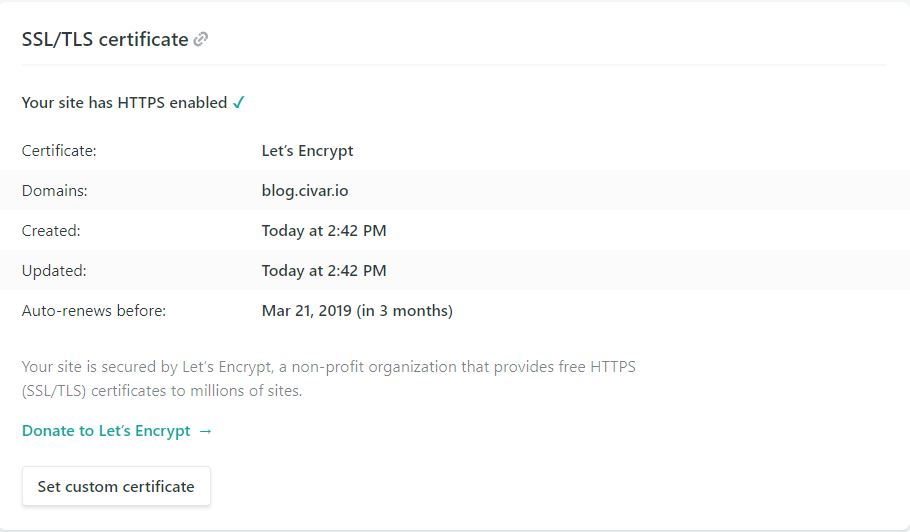 SSL/TLS certificate
Your site has HTTPS enabled ✓
Certificate: Let's Encrypt
Domains: blog.civar.io
Created: Today at 2:42 PM
Updated: Today at 2:42 PM
Auto-renews before: Mar 21, 2019 (in 3 months)
Your site is secured by Let's Encrypt, a non-profit organization that provides free HTTPS
(SSL/TLS) certificates to millions of sites.
Donate to Let's Encrypt →
Set custom certificate